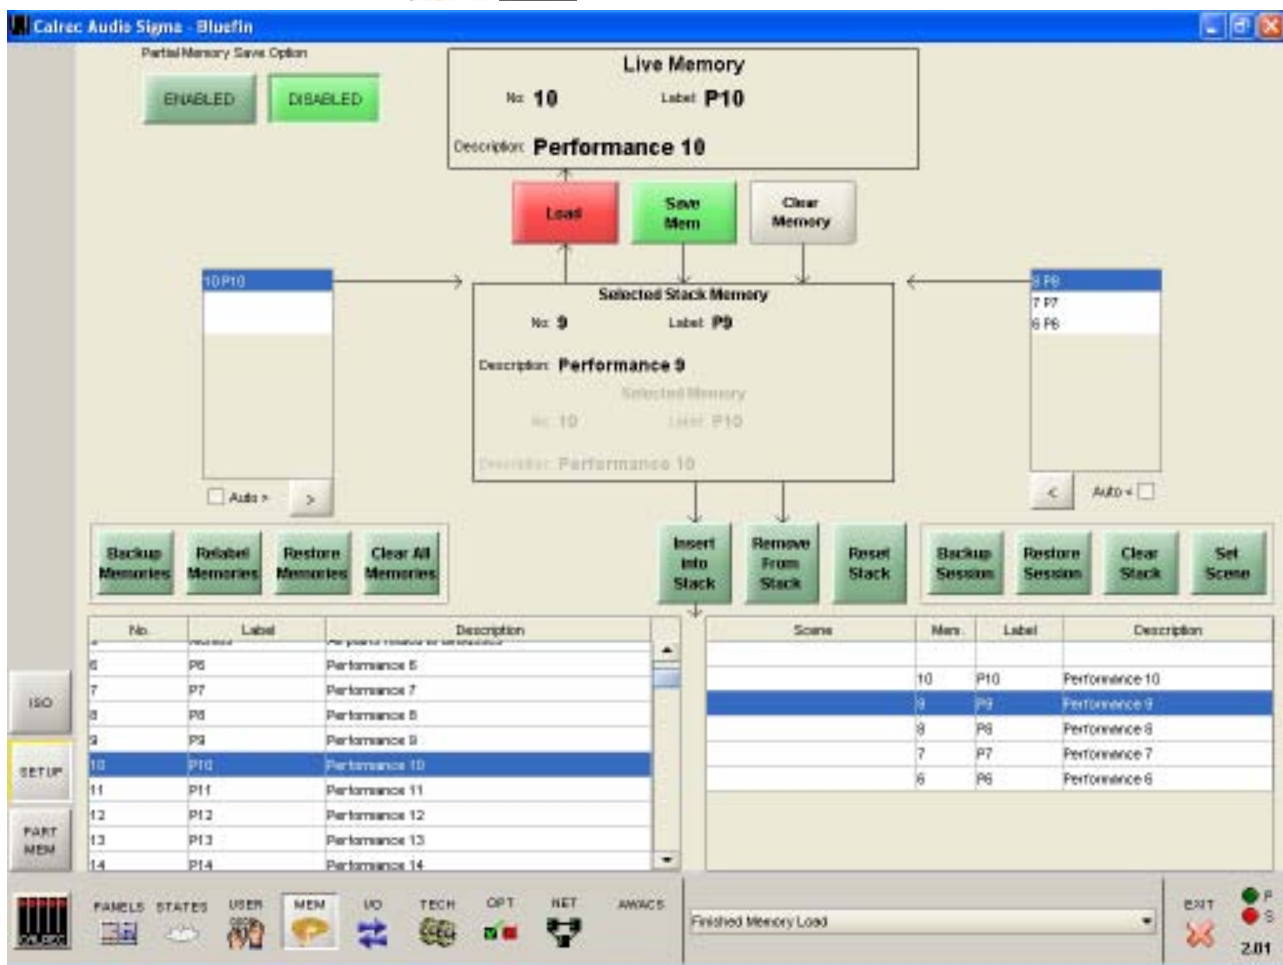 Calrec Audio Sigma - Bluefin
Partial Memory Save Option
ENABLED
DISABLED
Live Memory
No: 10 Label: P10
Description: Performance 10
Load
Save
Mem
Clear
Memory
10 P10
Selected Stack Memory
No: 9 Label: P9
Description: Performance 9
Selected Memory
No: 10 Label: P10
Description: Performance 10
8 P8
7 P7
6 P6
Auto > >
< Auto <
Backup
Memories
Relabel
Memories
Restore
Memories
Clear All
Memories
Insert
Into
Stack
Remove
From
Stack
Reset
Stack
Backup
Session
Restore
Session
Clear
Stack
Set
Scene
No. Label Description
6 P6 Performance 6
7 P7 Performance 7
8 P8 Performance 8
9 P9 Performance 9
10 P10 Performance 10
11 P11 Performance 11
12 P12 Performance 12
13 P13 Performance 13
14 P14 Performance 14
Scene Mem. Label Description
10 P10 Performance 10
9 P9 Performance 9
8 P8 Performance 8
7 P7 Performance 7
6 P6 Performance 6
ISO
SETUP
PART
MEM
CALREC
PANELS STATES USER MEM I/O TECH OPT NET AWACS
Finished Memory Load
EXIT
P
S
2.01